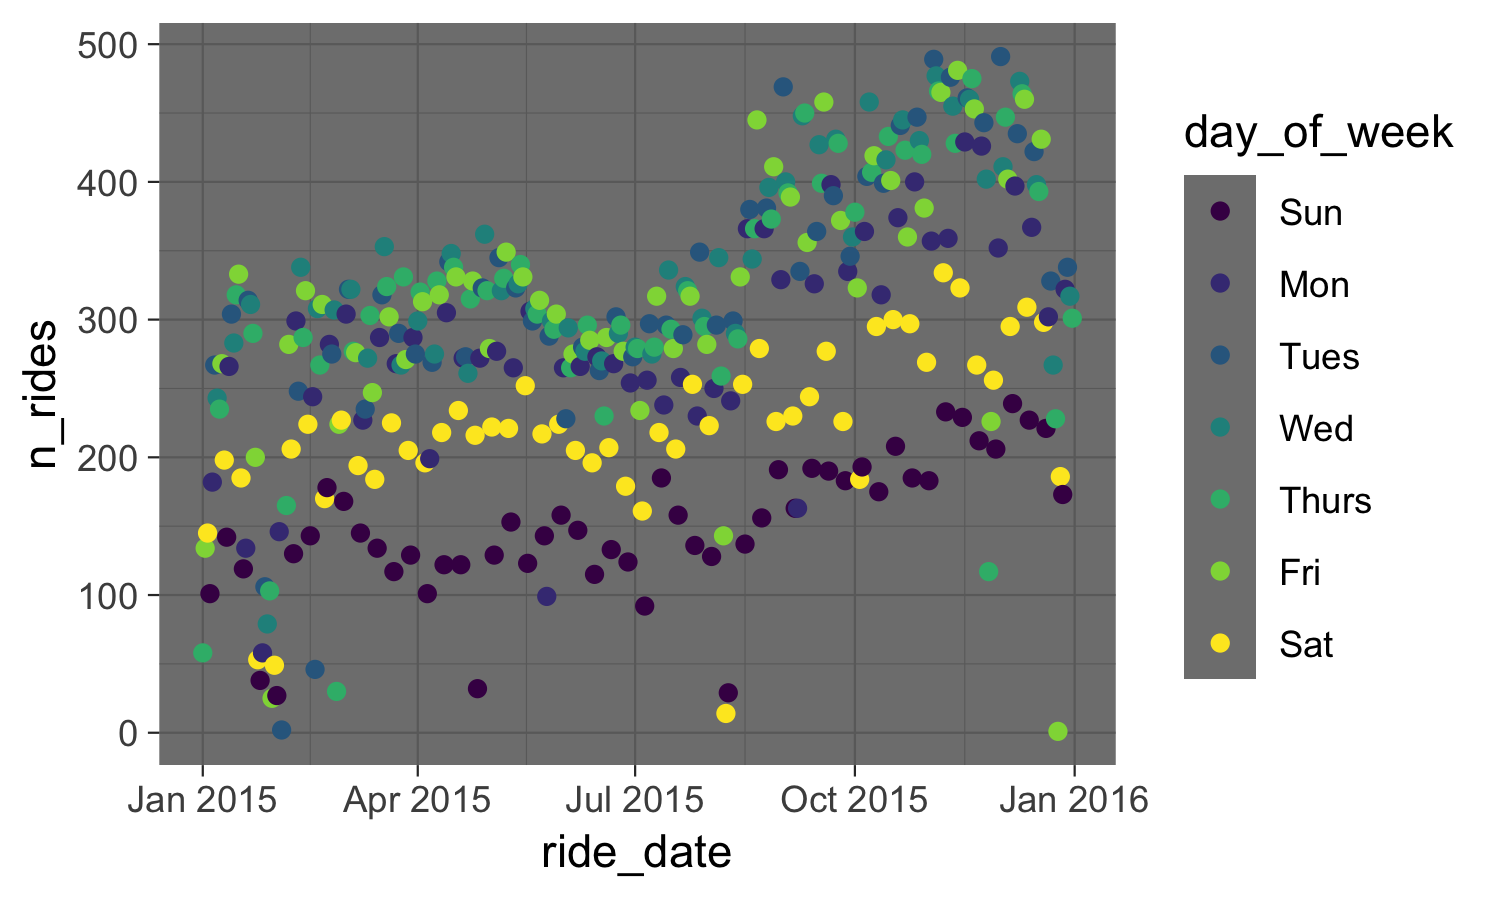 n_rides
500
400
300
200
100
0
Jan 2015 Apr 2015 Jul 2015 Oct 2015 Jan 2016
ride_date
day_of_week
Sun
Mon
Tues
Wed
Thurs
Fri
Sat